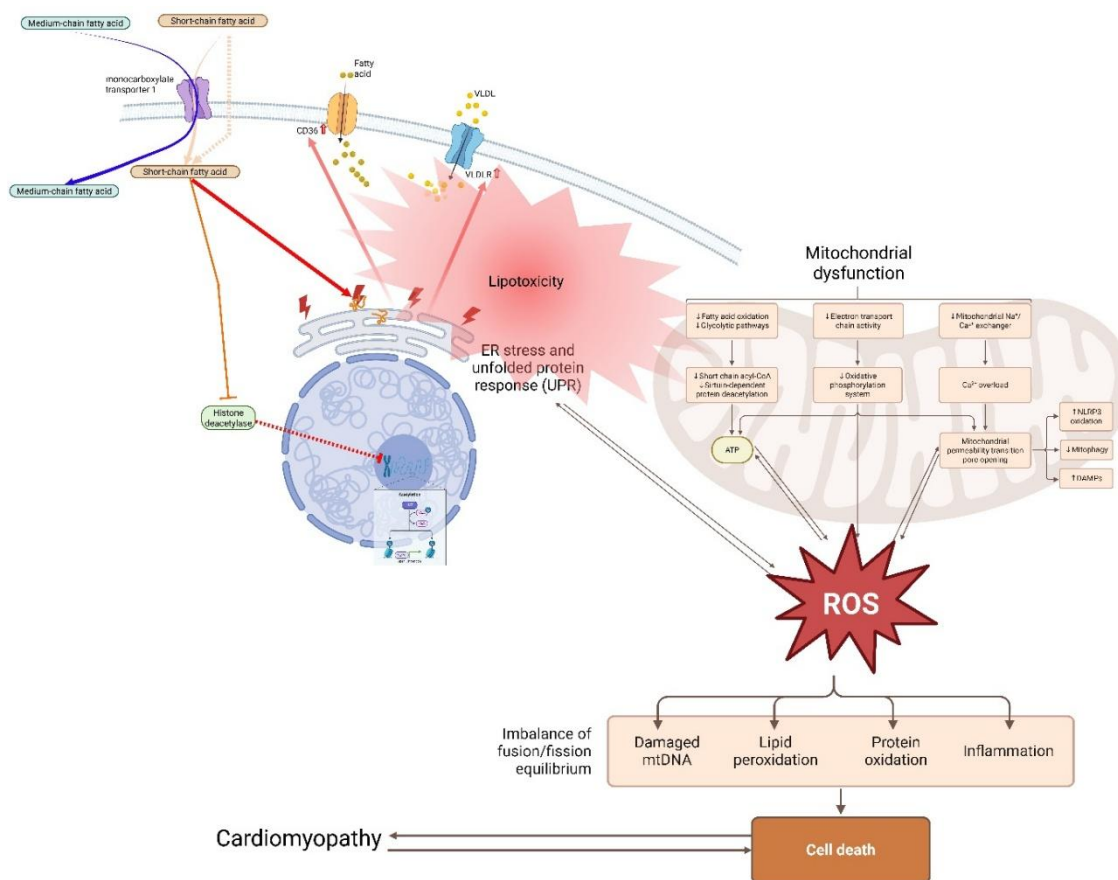 Medium-chain fatty acid
Short-chain fatty acid
monocarboxylate
transporter 1
Fatty
acid
VLDL
CD36
VLDLR
Medium-chain fatty acid
Short-chain fatty acid
Lipotoxicity
Mitochondrial
dysfunction
↓Fatty acid oxidation
↓Glycolytic pathways
↓Electron transport
chain activity
↓Mitochondrial Na⁺/
Ca²⁺ exchanger
ER stress and
unfolded protein
response (UPR)
↓Short chain acyl-CoA
↓Sirtuin-dependent
protein deacetylation
↓Oxidative
phosphorylation
system
Ca²⁺ overload
Histone
deacetylase
ATP
Mitochondrial
permeability transition
pore opening
↑NLRP3
oxidation
↓Mitophagy
↑DAMPs
ROS
Imbalance of
fusion/fission
equilibrium
Damaged
mtDNA
Lipid
peroxidation
Protein
oxidation
Inflammation
Cardiomyopathy
Cell death